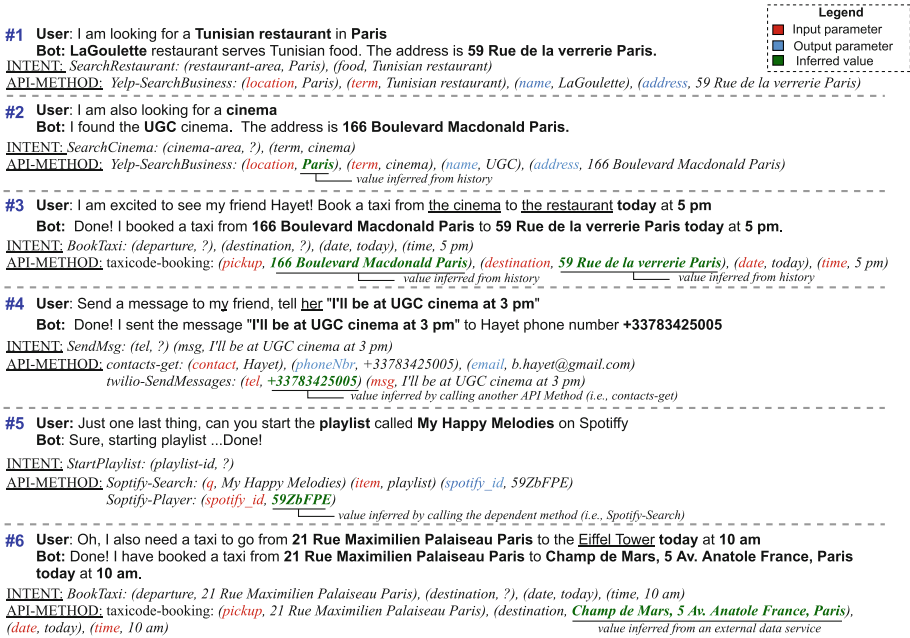 Legend
Input parameter
Output parameter
Inferred value
#1 User: I am looking for a Tunisian restaurant in Paris
Bot: LaGoulette restaurant serves Tunisian food. The address is 59 Rue de la verrerie Paris.
INTENT: SearchRestaurant: (restaurant-area, Paris), (food, Tunisian restaurant)
API-METHOD: Yelp-SearchBusiness: (location, Paris), (term, Tunisian restaurant), (name, LaGoulette), (address, 59 Rue de la verrerie Paris)
#2 User: I am also looking for a cinema
Bot: I found the UGC cinema. The address is 166 Boulevard Macdonald Paris.
INTENT: SearchCinema: (cinema-area, ?), (term, cinema)
API-METHOD: Yelp-SearchBusiness: (location, Paris), (term, cinema), (name, UGC), (address, 166 Boulevard Macdonald Paris)
value inferred from history
#3 User: I am excited to see my friend Hayet! Book a taxi from the cinema to the restaurant today at 5 pm
Bot: Done! I booked a taxi from 166 Boulevard Macdonald Paris to 59 Rue de la verrerie Paris today at 5 pm.
INTENT: BookTaxi: (departure, ?), (destination, ?), (date, today), (time, 5 pm)
API-METHOD: taxicode-booking: (pickup, 166 Boulevard Macdonald Paris), (destination, 59 Rue de la verrerie Paris), (date, today), (time, 5 pm)
value inferred from history value inferred from history
#4 User: Send a message to my friend, tell her "I'll be at UGC cinema at 3 pm"
Bot: Done! I sent the message "I'll be at UGC cinema at 3 pm" to Hayet phone number +33783425005
INTENT: SendMsg: (tel, ?) (msg, I'll be at UGC cinema at 3 pm)
API-METHOD: contacts-get: (contact, Hayet), (phoneNbr, +33783425005), (email, b.hayet@gmail.com)
twilio-SendMessages: (tel, +33783425005) (msg, I'll be at UGC cinema at 3 pm)
value inferred by calling another API Method (i.e., contacts-get)
#5 User: Just one last thing, can you start the playlist called My Happy Melodies on Spotiffy
Bot: Sure, starting playlist ...Done!
INTENT: StartPlaylist: (playlist-id, ?)
API-METHOD: Soptify-Search: (q, My Happy Melodies) (item, playlist) (spotify_id, 59ZbFPE)
Soptify-Player: (spotify_id, 59ZbFPE)
value inferred by calling the dependent method (i.e., Spotify-Search)
#6 User: Oh, I also need a taxi to go from 21 Rue Maximilien Palaiseau Paris to the Eiffel Tower today at 10 am
Bot: Done! I have booked a taxi from 21 Rue Maximilien Palaiseau Paris to Champ de Mars, 5 Av. Anatole France, Paris
today at 10 am.
INTENT: BookTaxi: (departure, 21 Rue Maximilien Palaiseau Paris), (destination, ?), (date, today), (time, 10 am)
API-METHOD: taxicode-booking: (pickup, 21 Rue Maximilien Palaiseau Paris), (destination, Champ de Mars, 5 Av. Anatole France, Paris),
(date, today), (time, 10 am)
value inferred from an external data service